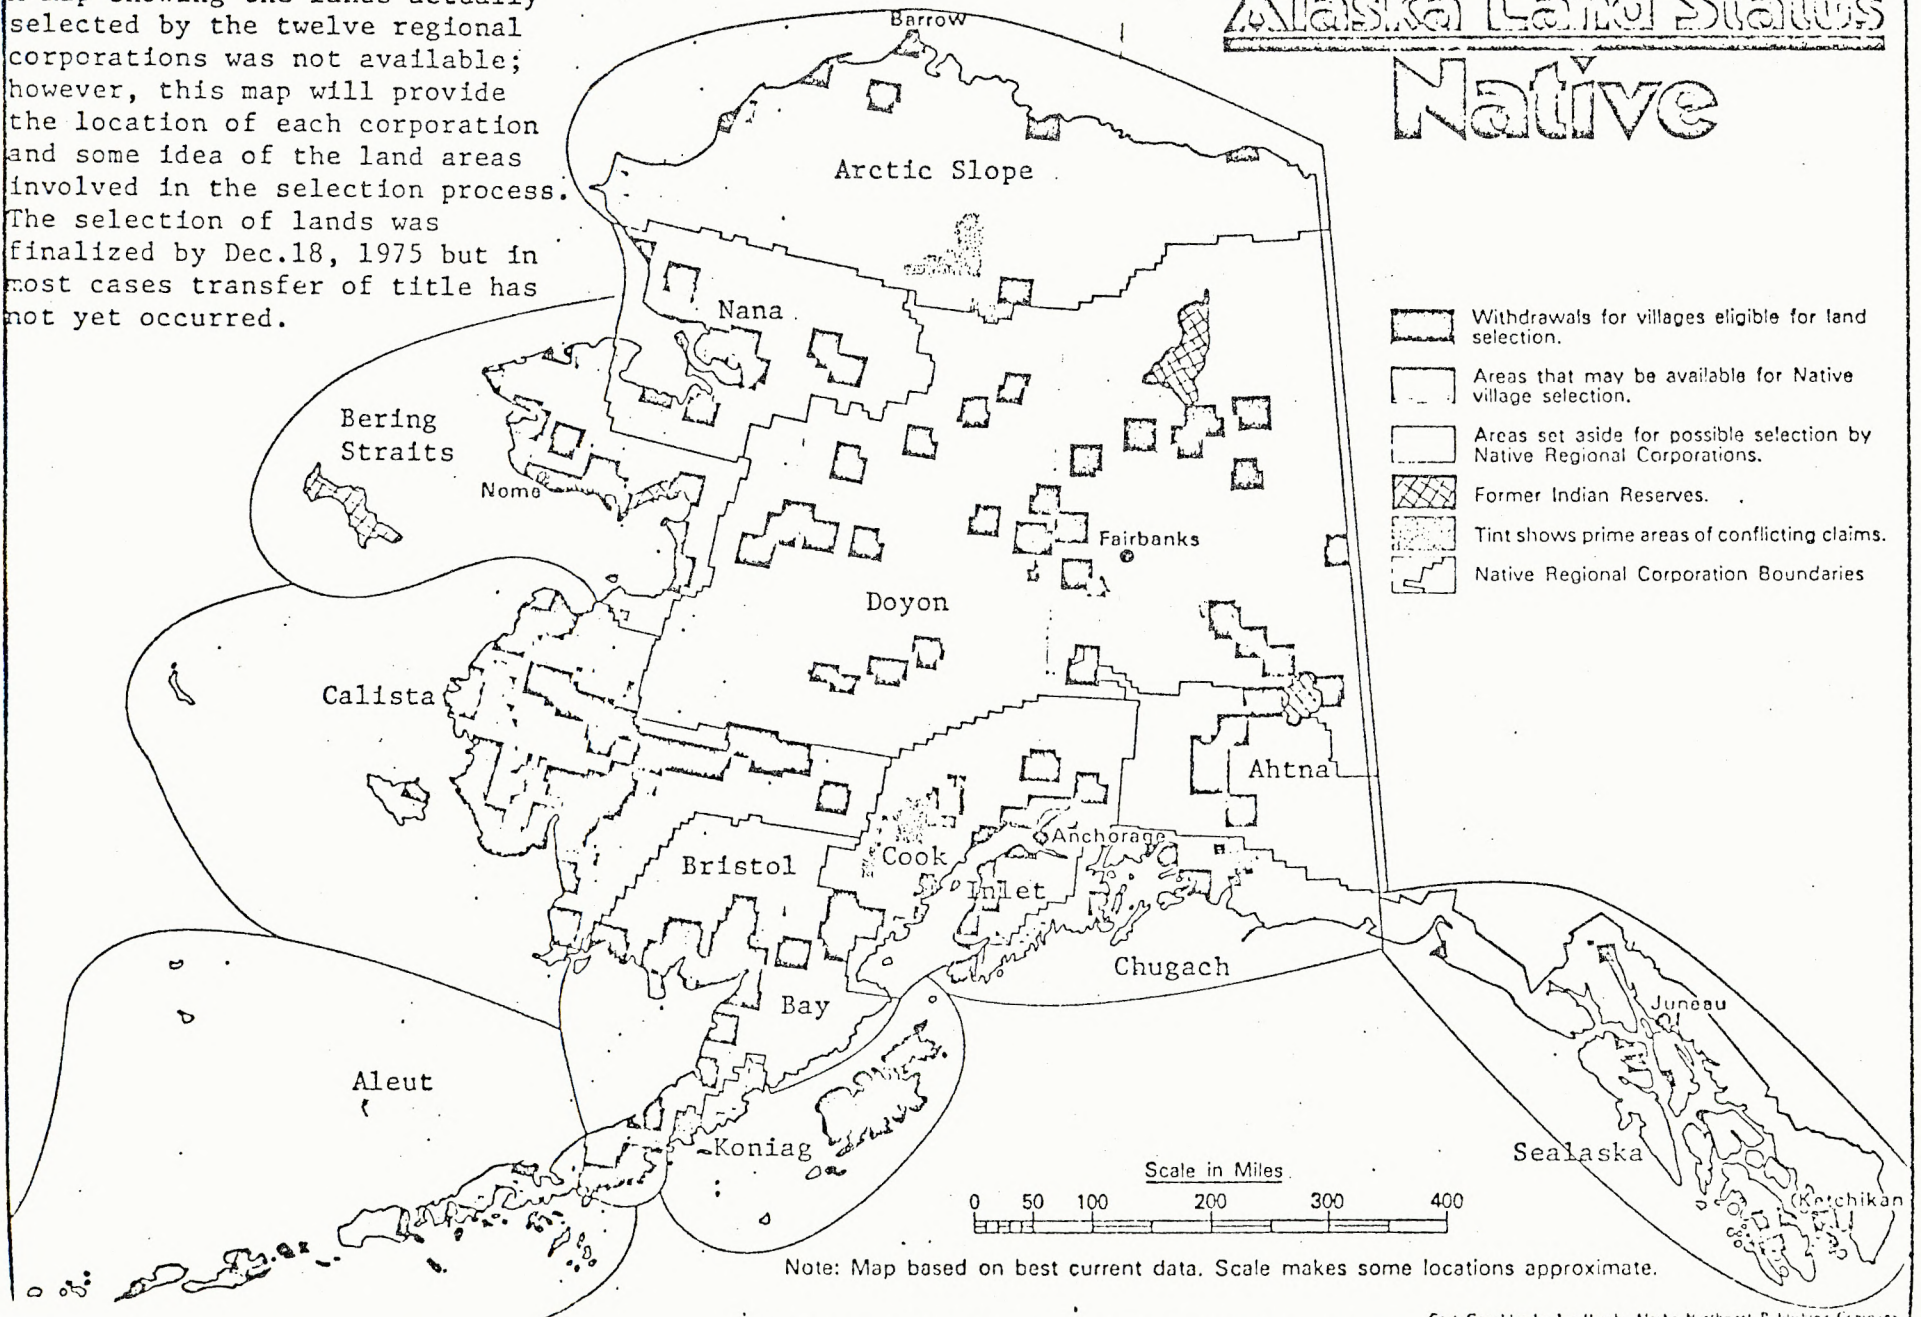 map showing the lands actually
selected by the twelve regional
corporations was not available;
however, this map will provide
the location of each corporation
and some idea of the land areas
involved in the selection process.
The selection of lands was
finalized by Dec.18, 1975 but in
most cases transfer of title has
not yet occurred.
Alaska Land Status
Native
Barrow
Arctic Slope
Nana
Bering
Straits
Nome
Fairbanks
Doyon
Calista
Ahtna
Anchorage
Cook
Inlet
Bristol
Bay
Chugach
Juneau
Aleut
Koniag
Sealaska
Ketchikan
Withdrawals for villages eligible for land
selection.
Areas that may be available for Native
village selection.
Areas set aside for possible selection by
Native Regional Corporations.
Former Indian Reserves.
Tint shows prime areas of conflicting claims.
Native Regional Corporation Boundaries
Scale in Miles
0 50 100 200 300 400
Note: Map based on best current data. Scale makes some locations approximate.